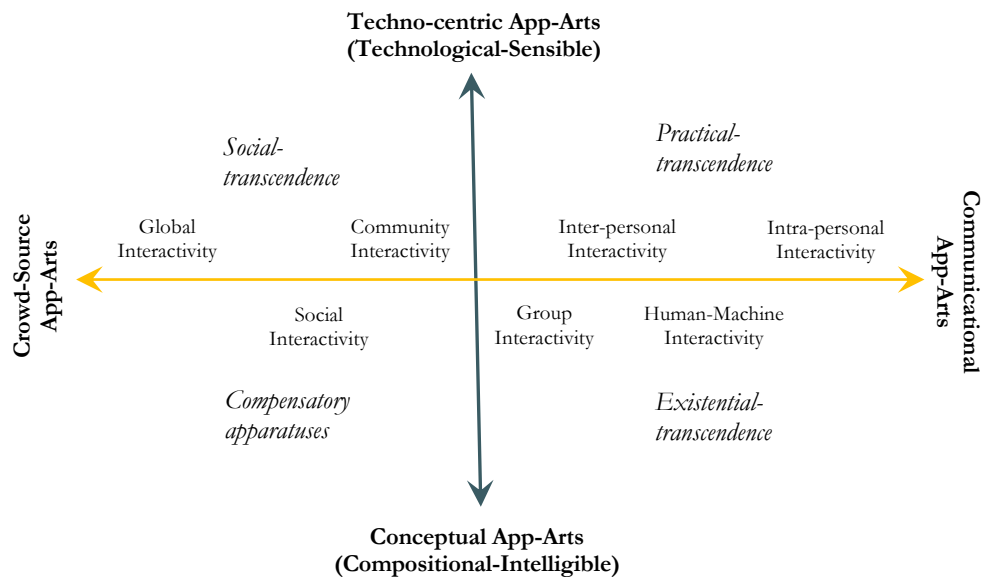 Techno-centric App-Arts
(Technological-Sensible)
Social-
transcendence
Practical-
transcendence
Crowd-Source
App-Arts
Global
Interactivity
Community
Interactivity
Inter-personal
Interactivity
Intra-personal
Interactivity
Communicational
App-Arts
Social
Interactivity
Group
Interactivity
Human-Machine
Interactivity
Compensatory
apparatuses
Existential-
transcendence
Conceptual App-Arts
(Compositional-Intelligible)